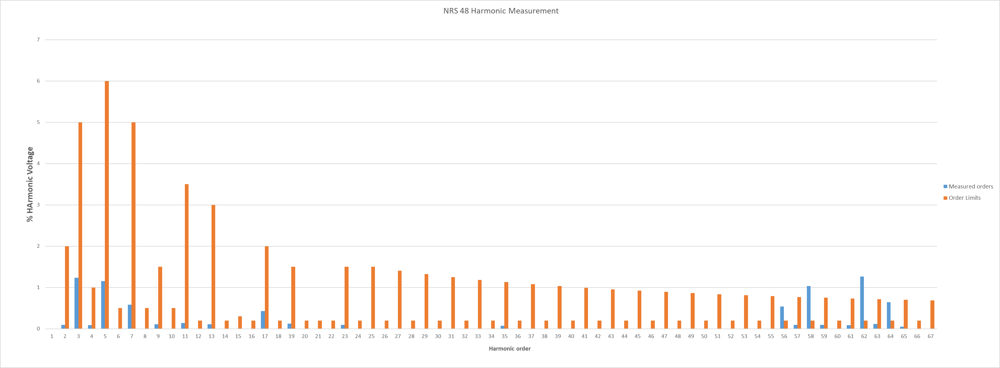 NRS 48 Harmonic Measurement
7
6
5
4
3
2
1
0
% HArmonic Voltage
1 2 3 4 5 6 7 8 9 10 11 12 13 14 15 16 17 18 19 20 21 22 23 24 25 26 27 28 29 30 31 32 33 34 35 36 37 38 39 40 41 42 43 44 45 46 47 48 49 50 51 52 53 54 55 56 57 58 59 60 61 62 63 64 65 66 67
Harmonic order
Measured orders
Order Limits